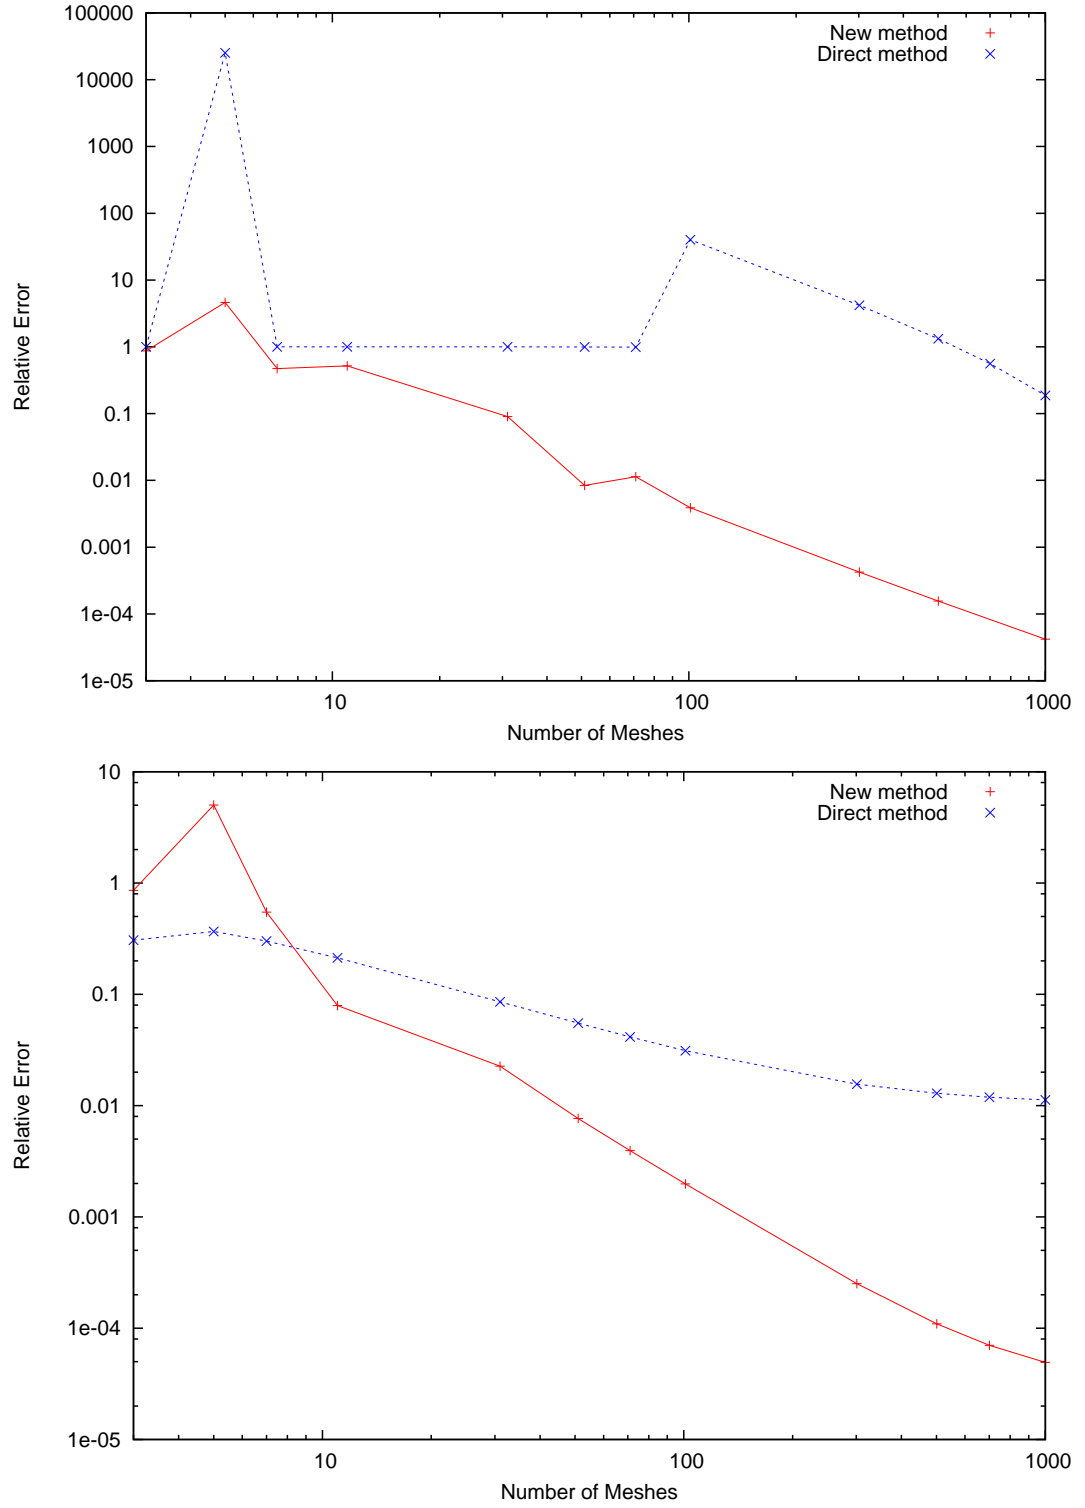 100000
10000
1000
100
10
1
0.1
0.01
0.001
1e-04
1e-05
Relative Error
New method
Direct method
10
100
1000
Number of Meshes
10
1
0.1
0.01
0.001
1e-04
1e-05
Relative Error
New method
Direct method
10
100
1000
Number of Meshes